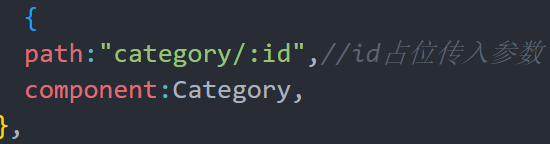 {
path:"category/:id",//id占位传入参数
component:Category,
},